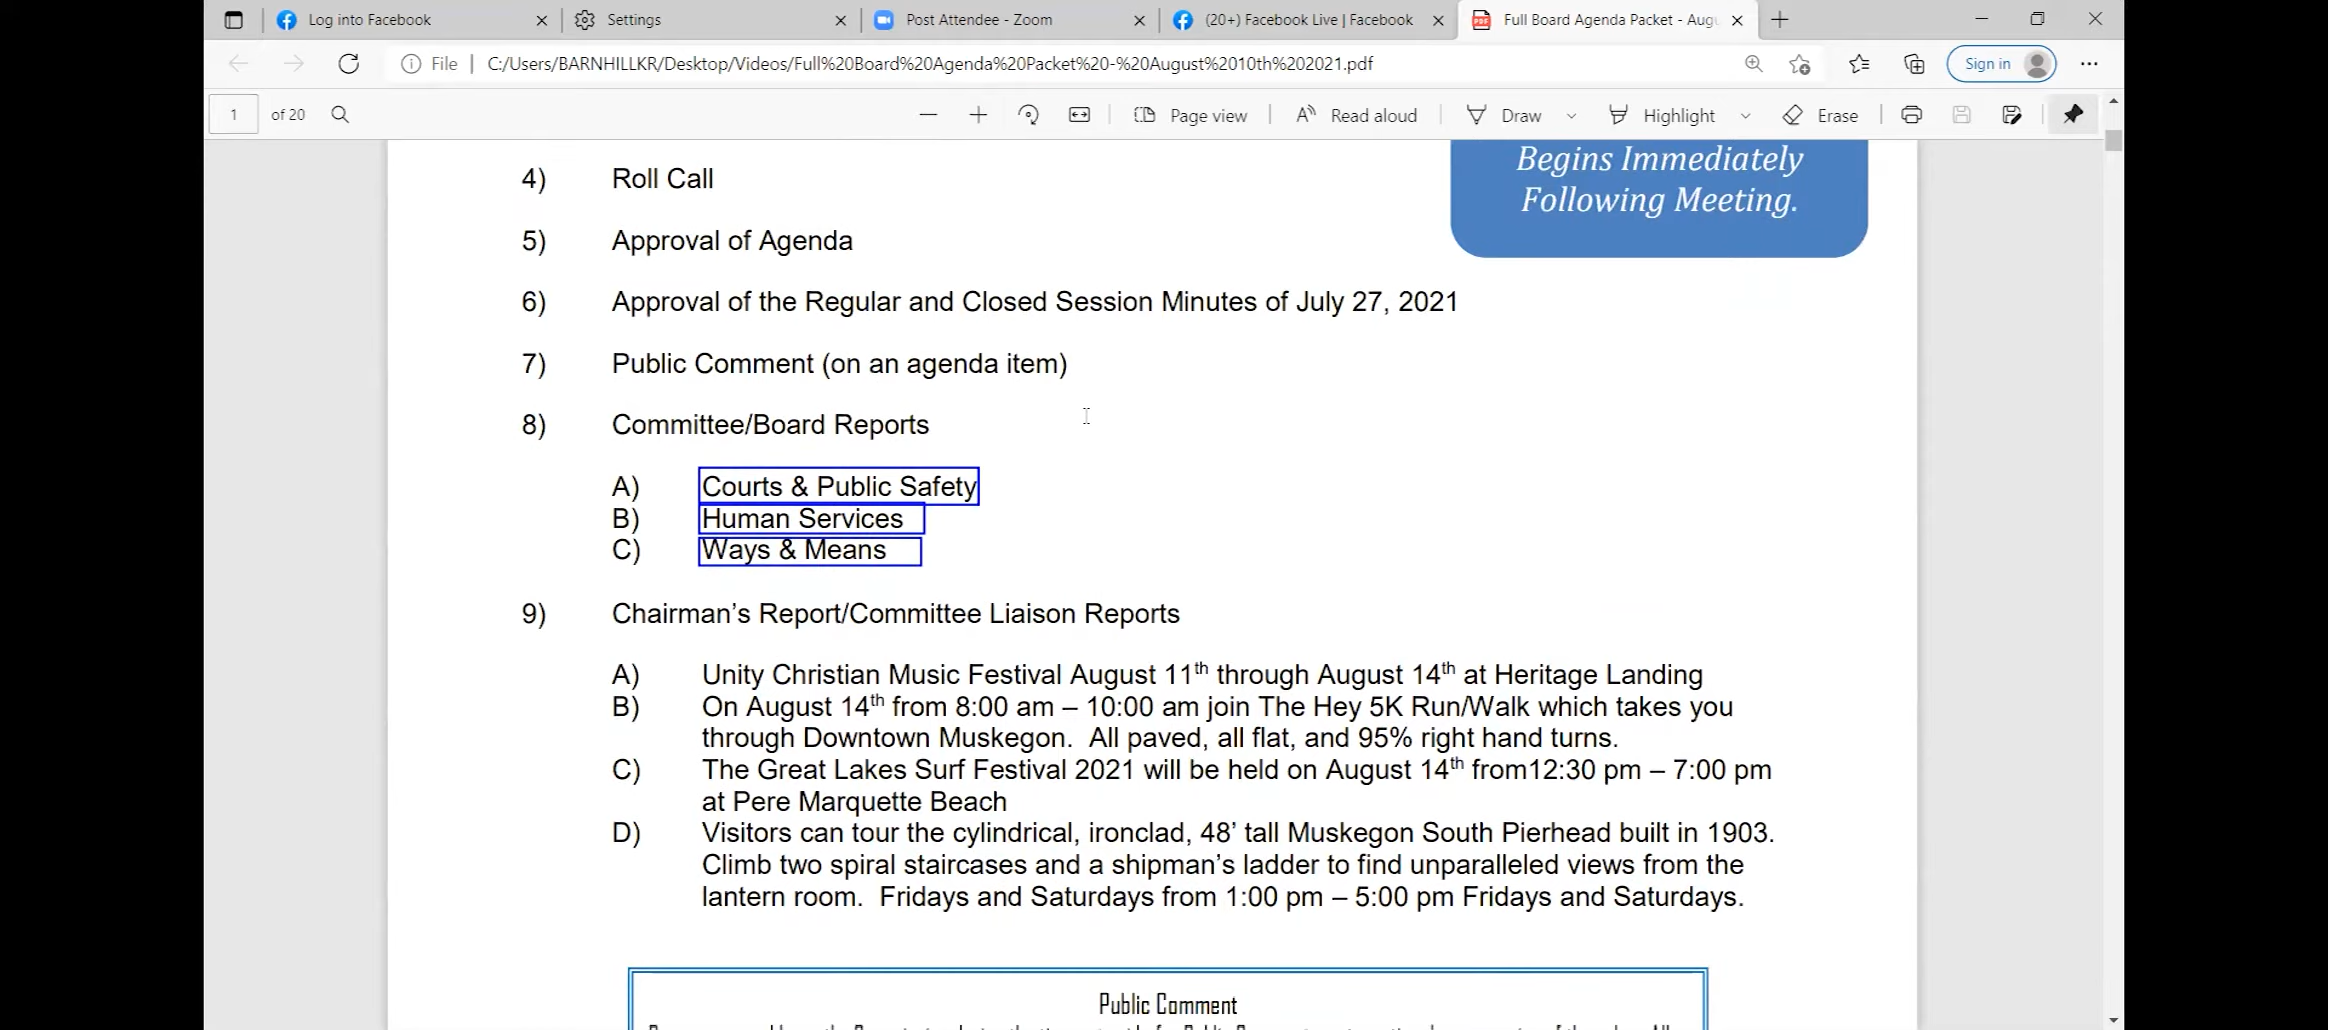 Log into Facebook
Settings
Post Attendee - Zoom
(20+) Facebook Live | Facebook
Full Board Agenda Packet - Aug
File
C:/Users/BARNHILLKR/Desktop/Videos/Full%20Board%20Agenda%20Packet%20-%20August%2010th%202021.pdf
Sign in
1 of 20
Page view
Read aloud
Draw
Highlight
Erase
Begins Immediately
Following Meeting.
4) Roll Call
5) Approval of Agenda
6) Approval of the Regular and Closed Session Minutes of July 27, 2021
7) Public Comment (on an agenda item)
8) Committee/Board Reports
A) Courts & Public Safety
B) Human Services
C) Ways & Means
9) Chairman’s Report/Committee Liaison Reports
A) Unity Christian Music Festival August 11th through August 14th at Heritage Landing
B) On August 14th from 8:00 am – 10:00 am join The Hey 5K Run/Walk which takes you
through Downtown Muskegon. All paved, all flat, and 95% right hand turns.
C) The Great Lakes Surf Festival 2021 will be held on August 14th from12:30 pm – 7:00 pm
at Pere Marquette Beach
D) Visitors can tour the cylindrical, ironclad, 48’ tall Muskegon South Pierhead built in 1903.
Climb two spiral staircases and a shipman’s ladder to find unparalleled views from the
lantern room. Fridays and Saturdays from 1:00 pm – 5:00 pm Fridays and Saturdays.
Public Comment